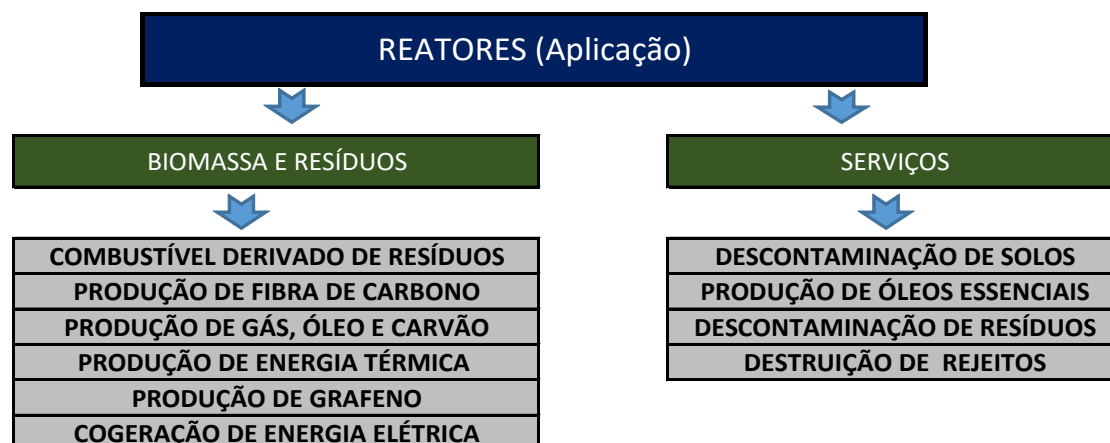 REATORES (Aplicação)
BIOMASSA E RESÍDUOS
COMBUSTÍVEL DERIVADO DE RESÍDUOS
PRODUÇÃO DE FIBRA DE CARBONO
PRODUÇÃO DE GÁS, ÓLEO E CARVÃO
PRODUÇÃO DE ENERGIA TÉRMICA
PRODUÇÃO DE GRAFENO
COGERAÇÃO DE ENERGIA ELÉTRICA
SERVIÇOS
DESCONTAMINAÇÃO DE SOLOS
PRODUÇÃO DE ÓLEOS ESSENCIAIS
DESCONTAMINAÇÃO DE RESÍDUOS
DESTRUIÇÃO DE REJEITOS